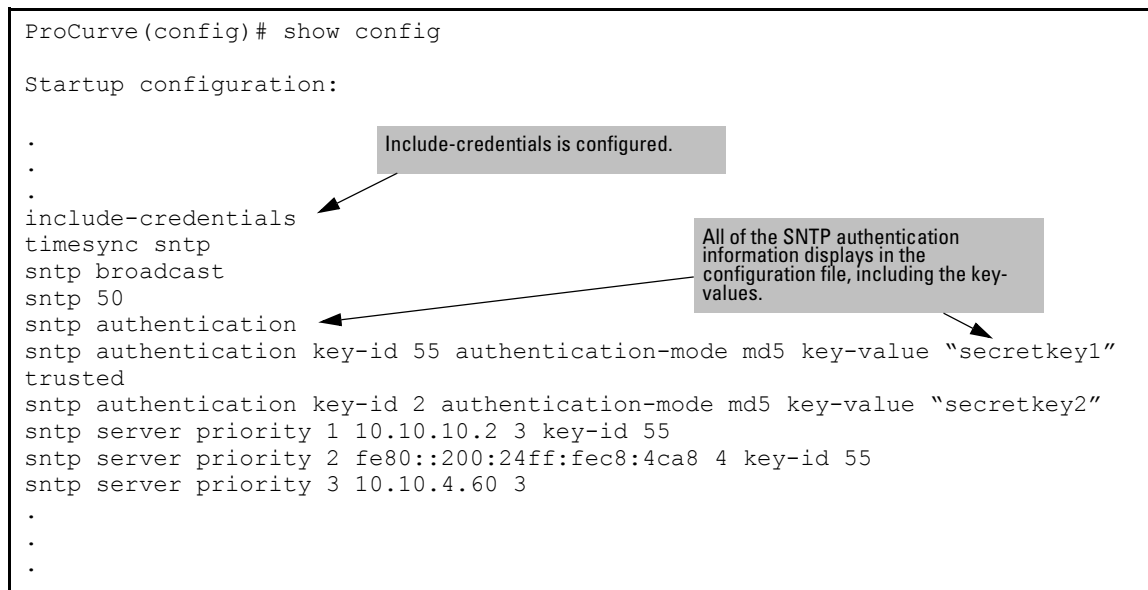 ProCurve(config)# show config
Startup configuration:
.
.
.
Include-credentials is configured.
include-credentials
timesync sntp
sntp broadcast
sntp 50
All of the SNTP authentication
information displays in the
configuration file, including the key-
values.
sntp authentication
sntp authentication key-id 55 authentication-mode md5 key-value “secretkey1”
trusted
sntp authentication key-id 2 authentication-mode md5 key-value “secretkey2”
sntp server priority 1 10.10.10.2 3 key-id 55
sntp server priority 2 fe80::200:24ff:fec8:4ca8 4 key-id 55
sntp server priority 3 10.10.4.60 3
.
.
.